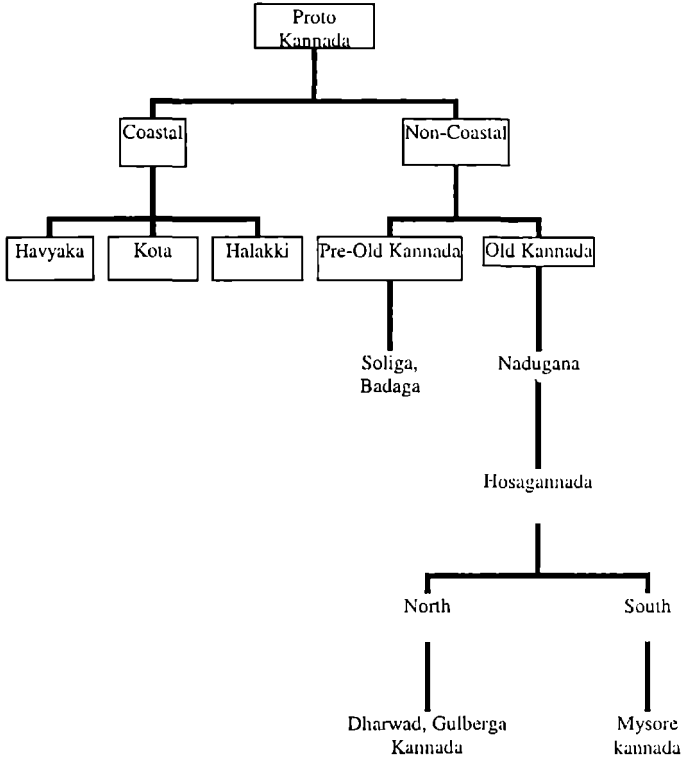 Proto
Kannada
Coastal
Non-Coastal
Havyaka
Kota
Halakki
Pre-Old Kannada
Old Kannada
Soliga,
Badaga
Nadugana
Hosagannada
North
South
Dharwad, Gulberga
Kannada
Mysore
kannada